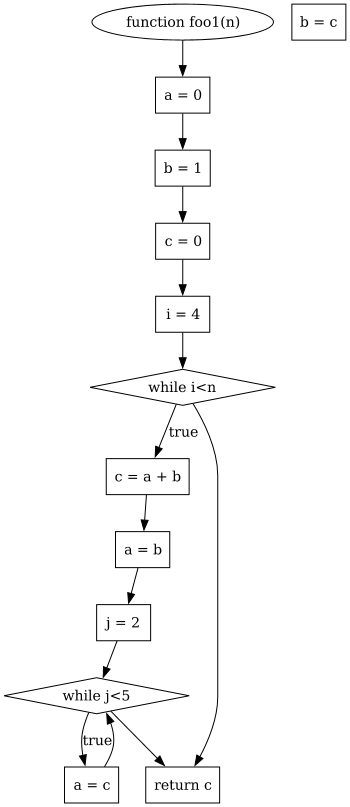 function foo1(n)
b = c
a = 0
b = 1
c = 0
i = 4
while i<n
true
c = a + b
a = b
j = 2
while j<5
true
a = c
return c